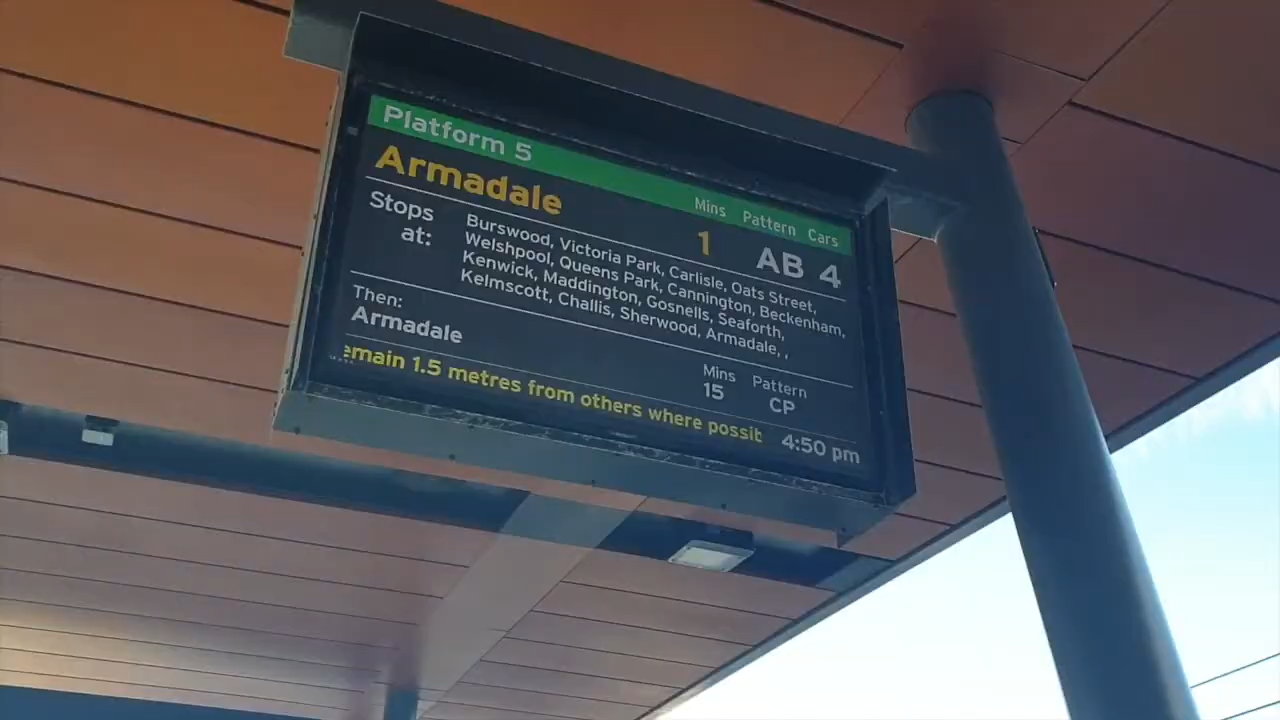 Platform 5
Armadale
Mins Pattern Cars
1 AB 4
Stops at:
Burswood, Victoria Park, Carlisle, Oats Street,
Welshpool, Queens Park, Cannington, Beckenham,
Kenwick, Maddington, Gosnells, Seaforth,
Kelmscott, Challis, Sherwood, Armadale, ,
Then:
Armadale
Mins Pattern
15 CP
emain 1.5 metres from others where possib
4:50 pm